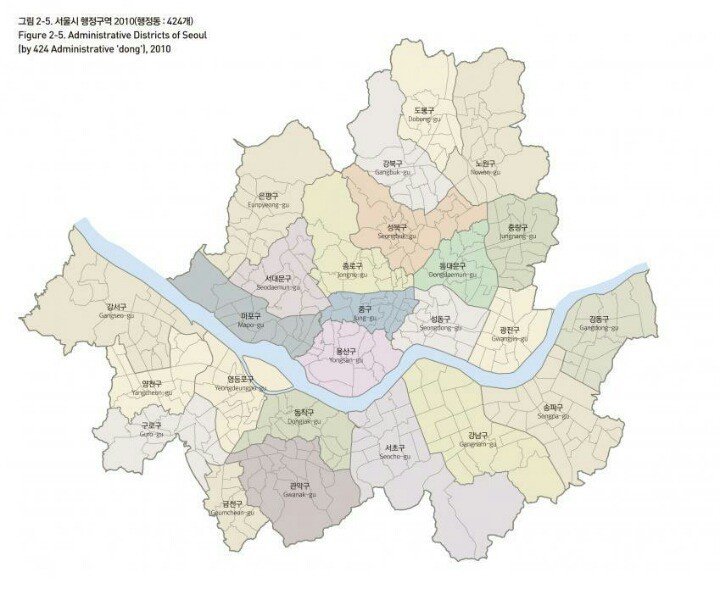 그림 2-5. 서울시 행정구역 2010(행정동 : 424개)
Figure 2-5. Administrative Districts of Seoul
(by 424 Administrative 'dong'), 2010
도봉구
Dobong-gu
강북구
Gangbuk-gu
노원구
Nowon-gu
은평구
Eunpyeong-gu
성북구
Seongbuk-gu
중랑구
Jungnang-gu
종로구
Jongno-gu
동대문구
Dongdaemun-gu
서대문구
Seodaemun-gu
강서구
Gangseo-gu
마포구
Mapo-gu
중구
Jung-gu
성동구
Seongdong-gu
광진구
Gwangjin-gu
강동구
Gangdong-gu
용산구
Yongsan-gu
양천구
Yangcheon-gu
영등포구
Yeongdeungpo-gu
동작구
Dongjak-gu
송파구
Songpa-gu
구로구
Guro-gu
서초구
Seocho-gu
강남구
Gangnam-gu
관악구
Gwanak-gu
금천구
Geumcheon-gu